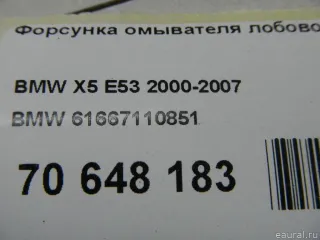 Форсунка омывателя лобово
BMW X5 E53 2000-2007
BMW 61667110851
70 648 183
eaural.ru